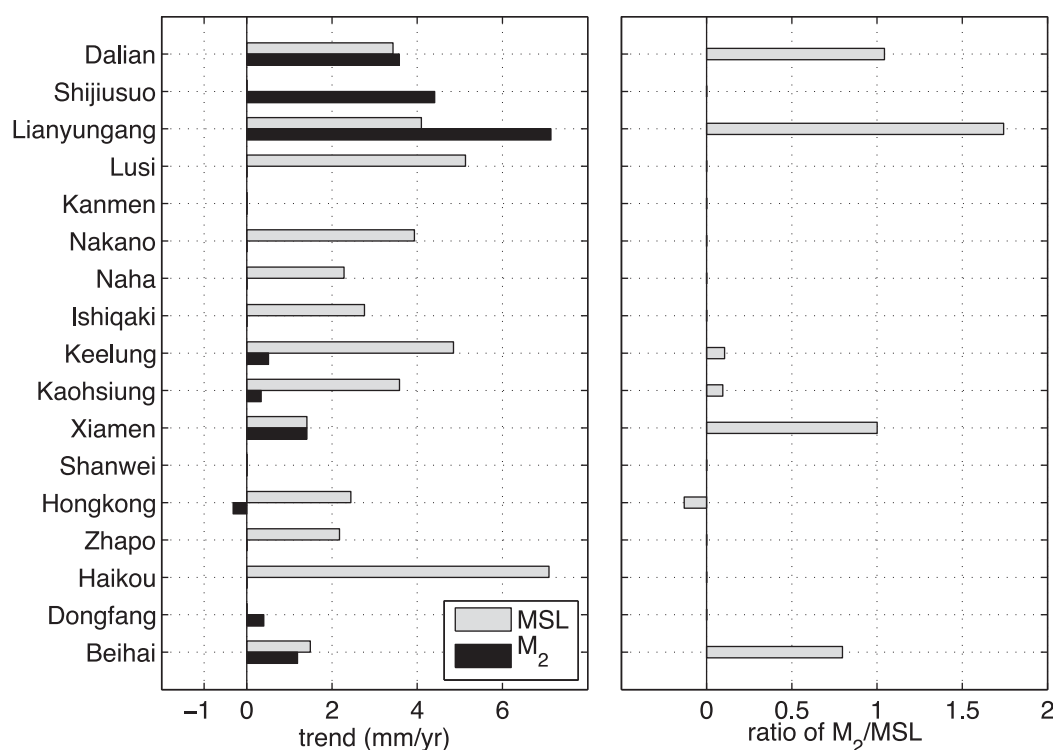 Dalian
Shijiusuo
Lianyungang
Lusi
Kanmen
Nakano
Naha
Ishiqaki
Keelung
Kaohsiung
Xiamen
Shanwei
Hongkong
Zhapo
Haikou
Dongfang
Beihai
MSL
M₂
−1 0 2 4 6
trend (mm/yr)
0 0.5 1 1.5 2
ratio of M₂/MSL